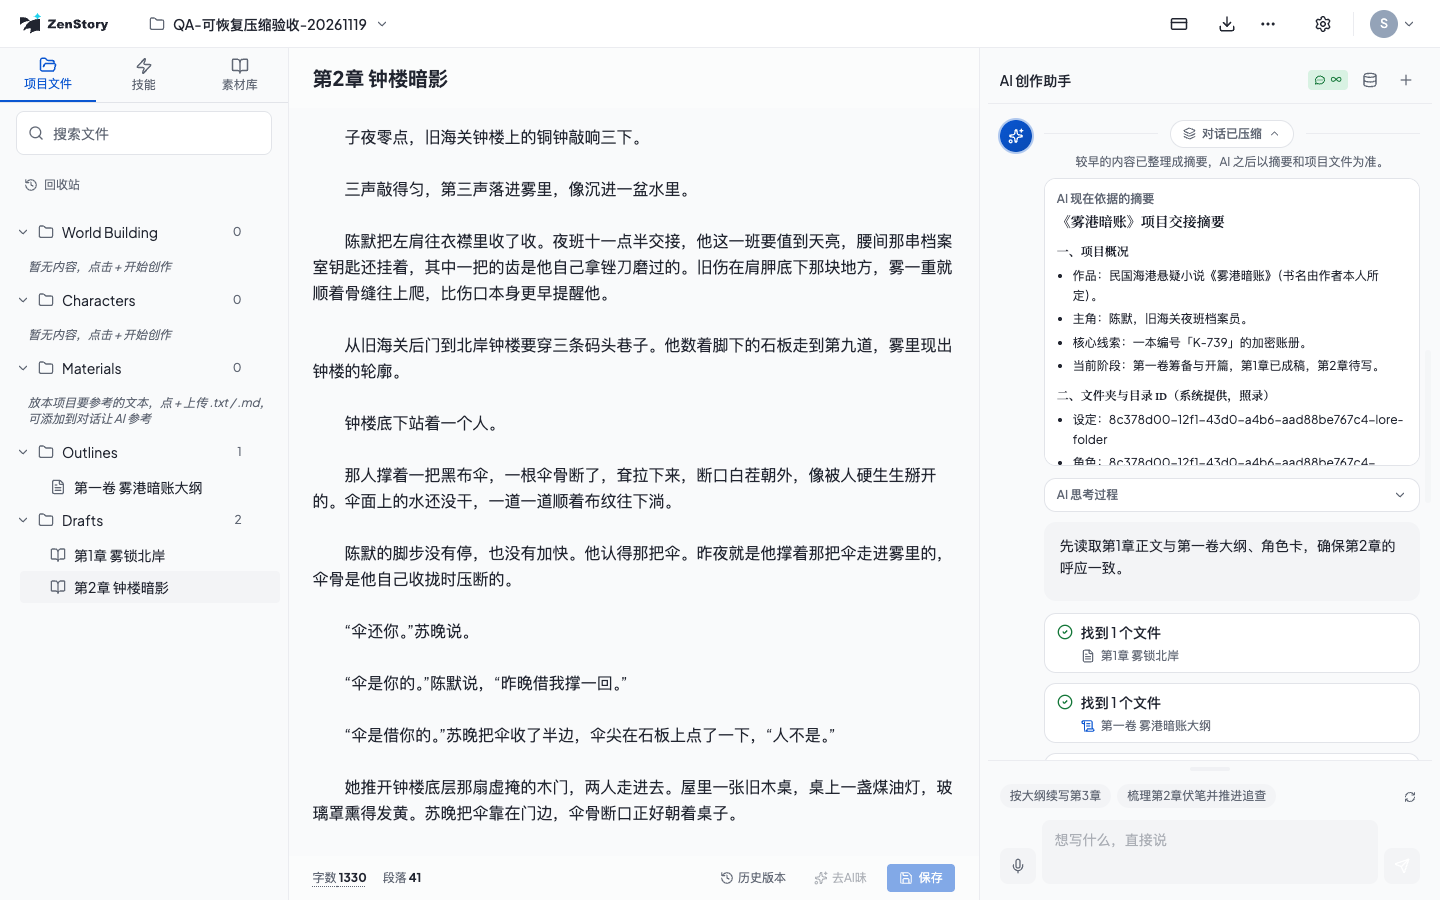 ZenStory
QA-可恢复压缩验收-20261119
S
项目文件
技能
素材库
搜索文件
回收站
World Building 0
暂无内容，点击 + 开始创作
Characters 0
暂无内容，点击 + 开始创作
Materials 0
放本项目要参考的文本，点 + 上传 .txt / .md，
可添加到对话让 AI 参考
Outlines 1
第一卷 雾港暗账大纲
Drafts 2
第1章 雾锁北岸
第2章 钟楼暗影
第2章 钟楼暗影
子夜零点，旧海关钟楼上的铜钟敲响三下。
三声敲得匀，第三声落进雾里，像沉进一盆水里。
陈默把左肩往衣襟里收了收。夜班十一点半交接，他这一班要值到天亮，腰间那串档案
室钥匙还挂着，其中一把的齿是他自己拿锉刀磨过的。旧伤在肩胛底下那块地方，雾一重就
顺着骨缝往上爬，比伤口本身更早提醒他。
从旧海关后门到北岸钟楼要穿三条码头巷子。他数着脚下的石板走到第九道，雾里现出
钟楼的轮廓。
钟楼底下站着一个人。
那人撑着一把黑布伞，一根伞骨断了，耷拉下来，断口白茬朝外，像被人硬生生掰开
的。伞面上的水还没干，一道一道顺着布纹往下淌。
陈默的脚步没有停，也没有加快。他认得那把伞。昨夜就是他撑着那把伞走进雾里的，
伞骨是他自己收拢时压断的。
“伞还你。”苏晚说。
“伞是你的。”陈默说，“昨晚借我撑一回。”
“伞是借你的。”苏晚把伞收了半边，伞尖在石板上点了一下，“人不是。”
她推开钟楼底层那扇虚掩的木门，两人走进去。屋里一张旧木桌，桌上一盏煤油灯，玻
璃罩熏得发黄。苏晚把伞靠在门边，伞骨断口正好朝着桌子。
字数 1330
段落 41
历史版本
去AI味
保存
AI 创作助手
对话已压缩
较早的内容已整理成摘要，AI 之后以摘要和项目文件为准。
AI 现在依据的摘要
《雾港暗账》项目交接摘要
一、项目概况
作品：民国海港悬疑小说《雾港暗账》（书名由作者本人所
定）。
主角：陈默，旧海关夜班档案员。
核心线索：一本编号「K-739」的加密账册。
当前阶段：第一卷筹备与开篇，第1章已成稿，第2章待写。
二、文件夹与目录 ID（系统提供，照录）
设定：8c378d00-12f1-43d0-a4b6-aad88be767c4-lore-
folder
角色：8c378d00-12f1-43d0-a4b6-aad88be767c4-
AI 思考过程
先读取第1章正文与第一卷大纲、角色卡，确保第2章的
呼应一致。
找到 1 个文件
第1章 雾锁北岸
找到 1 个文件
第一卷 雾港暗账大纲
按大纲续写第3章
梳理第2章伏笔并推进追查
想写什么，直接说